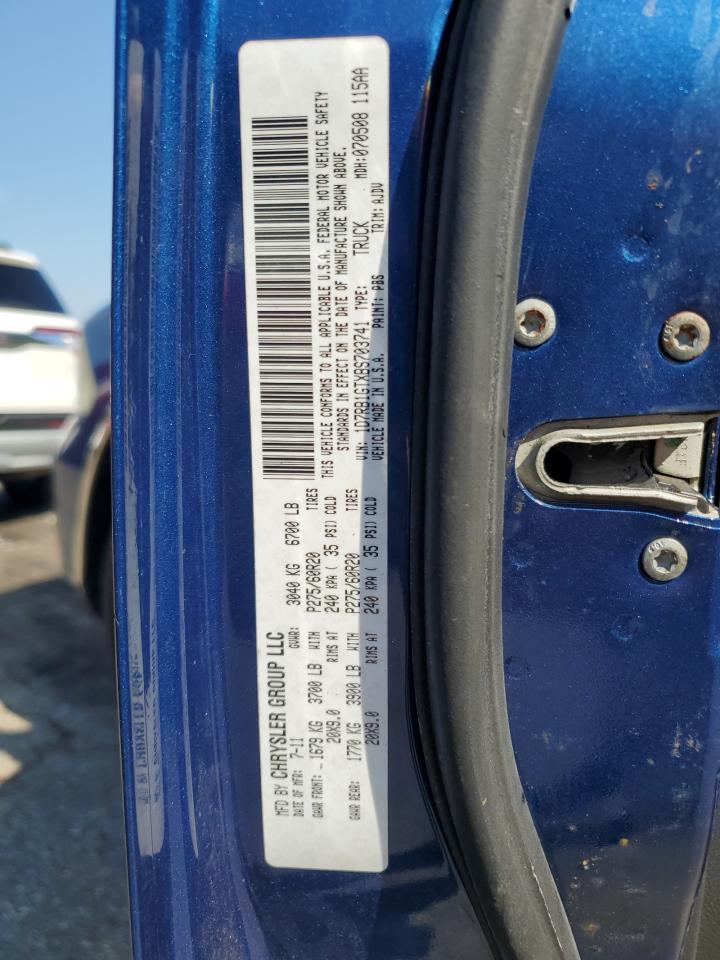 MFD BY CHRYSLER GROUP LLC
DATE OF MFR: 7-11 GVWR: 3040 KG 6700 LB
GAWR FRONT: 1679 KG 3700 LB WITH P275/60R20 TIRES
20X9.0 RIMS AT 240 KPA ( 35 PSI) COLD
GAWR REAR: 1770 KG 3900 LB WITH P275/60R20 TIRES
20X9.0 RIMS AT 240 KPA ( 35 PSI) COLD
THIS VEHICLE CONFORMS TO ALL APPLICABLE U.S.A. FEDERAL MOTOR VEHICLE SAFETY
STANDARDS IN EFFECT ON THE DATE OF MANUFACTURE SHOWN ABOVE.
VIN: 1D7RB1GTXBS703741 TYPE: TRUCK MDH:070508 115AA
VEHICLE MADE IN U.S.A. PAINT: PBS TRIM: AJDV